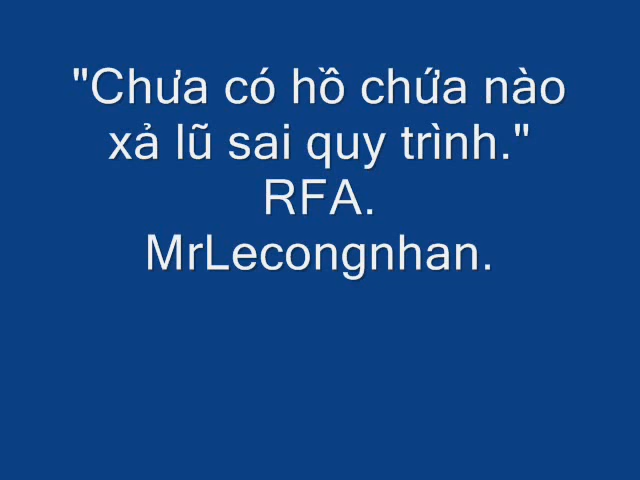 "Chưa có hồ chứa nào
xả lũ sai quy trình."
RFA.
MrLecongnhan.